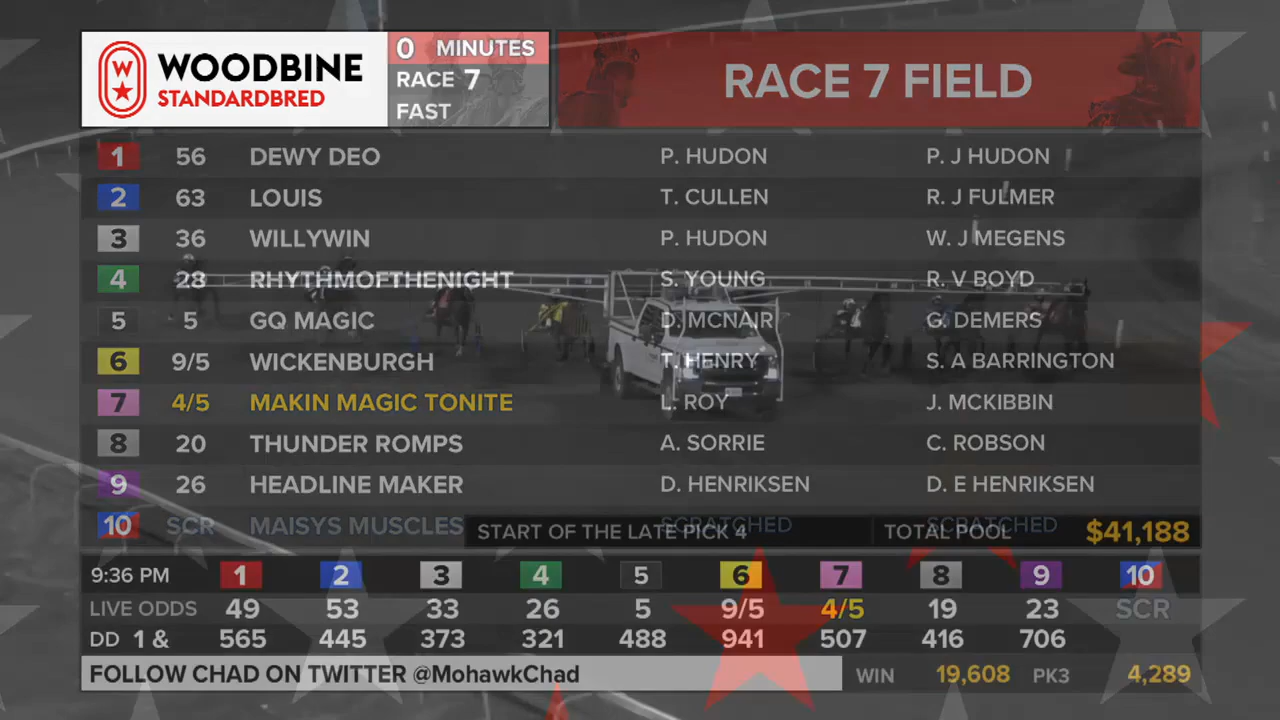 WOODBINE
STANDARDBRED
0 MINUTES
RACE 7
FAST
RACE 7 FIELD
1 56 DEWY DEO P. HUDON P. J HUDON
2 63 LOUIS T. CULLEN R. J FULMER
3 36 WILLYWIN P. HUDON W. J MEGENS
4 28 RHYTHMOFTHENIGHT S. YOUNG R. V BOYD
5 5 GQ MAGIC D. MCNAIR G. DEMERS
6 9/5 WICKENBURGH T. HENRY S. A BARRINGTON
7 4/5 MAKIN MAGIC TONITE L. ROY J. MCKIBBIN
8 20 THUNDER ROMPS A. SORRIE C. ROBSON
9 26 HEADLINE MAKER D. HENRIKSEN D. E HENRIKSEN
10 SCR MAISYS MUSCLES SCRATCHED SCRATCHED
START OF THE LATE PICK 4 TOTAL POOL $41,188
9:36 PM 1 2 3 4 5 6 7 8 9 10
LIVE ODDS 49 53 33 26 5 9/5 4/5 19 23 SCR
DD 1 & 565 445 373 321 488 941 507 416 706
FOLLOW CHAD ON TWITTER @MohawkChad WIN 19,608 PK3 4,289